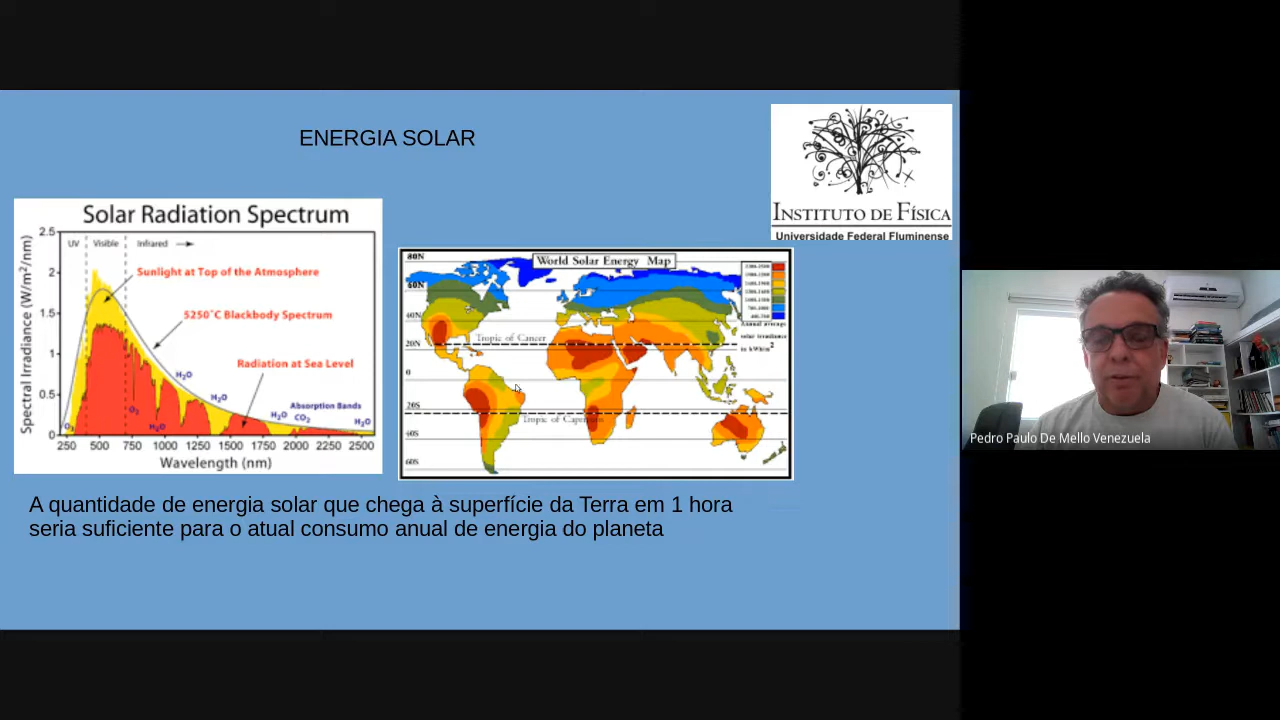 ENERGIA SOLAR
INSTITUTO DE FÍSICA
Universidade Federal Fluminense
Solar Radiation Spectrum
UV
Visible
Infrared
Sunlight at Top of the Atmosphere
5250°C Blackbody Spectrum
Radiation at Sea Level
H₂O
H₂O
Absorption Bands
H₂O CO₂
H₂O
O₃
O₂
H₂O
Spectral Irradiance (W/m²/nm)
2.5
2
1.5
1
0.5
0
250 500 750 1000 1250 1500 1750 2000 2250 2500
Wavelength (nm)
World Solar Energy Map
80N
60N
40N
20N
0
20S
40S
60S
Tropic of Cancer
Tropic of
Annual average
solar irradiance
A quantidade de energia solar que chega à superfície da Terra em 1 hora
seria suficiente para o atual consumo anual de energia do planeta
Pedro Paulo De Mello Venezuela